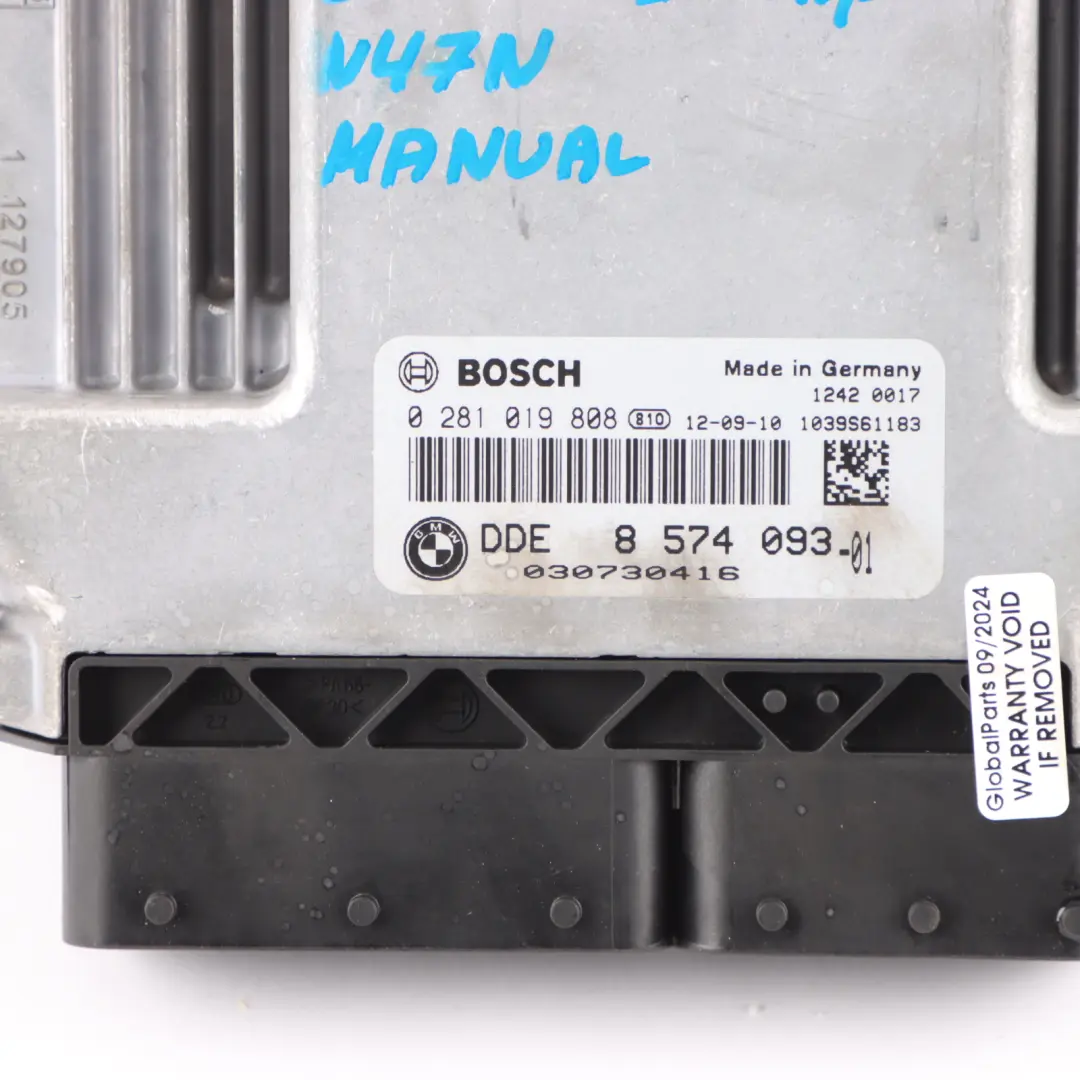 N47N
MANUAL
1 127905
BOSCH
Made in Germany
1242 0017
0 281 019 808 810 12-09-10 1039S61183
BMW
DDE 8 574 093-01
030730416
GlobalParts 09/2024
WARRANTY VOID
IF REMOVED